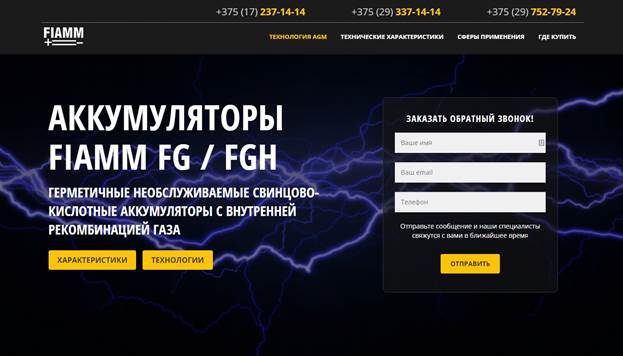 +375 (17) 237-14-14 +375 (29) 337-14-14 +375 (29) 752-79-24
FIAMM
ТЕХНОЛОГИЯ AGM ТЕХНИЧЕСКИЕ ХАРАКТЕРИСТИКИ СФЕРЫ ПРИМЕНЕНИЯ ГДЕ КУПИТЬ
АККУМУЛЯТОРЫ
FIAMM FG / FGH
ГЕРМЕТИЧНЫЕ НЕОБСЛУЖИВАЕМЫЕ СВИНЦОВО-
КИСЛОТНЫЕ АККУМУЛЯТОРЫ С ВНУТРЕННЕЙ
РЕКОМБИНАЦИЕЙ ГАЗА
ХАРАКТЕРИСТИКИ ТЕХНОЛОГИИ
ЗАКАЗАТЬ ОБРАТНЫЙ ЗВОНОК!
Ваше имя
Ваш email
Телефон
Отправьте сообщение и наши специалисты
свяжутся с вами в ближайшее время
ОТПРАВИТЬ